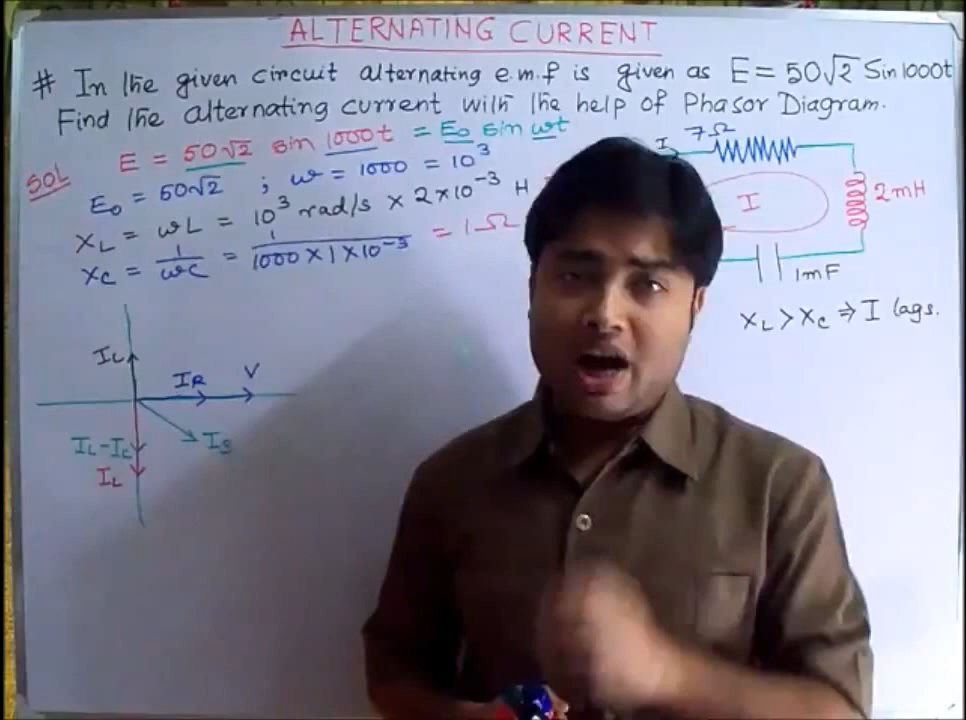 ALTERNATING CURRENT
# In the given circuit alternating e.m.f is given as E = 50√2 Sin 1000t
Find the alternating current with the help of Phasor Diagram.
SOL
E = 50√2 sin 1000t = E₀ sin ωt
E₀ = 50√2 ; ω = 1000 = 10³
X_L = ωL = 10³ rad/s × 2×10⁻³ H
X_C = 1/ωC = 1/(1000×1×10⁻³) = 1Ω
I 7Ω
I 2mH
1mF
X_L > X_C ⇒ I lags.
I_L
I_R V
I_L-I_C I_S
I_L